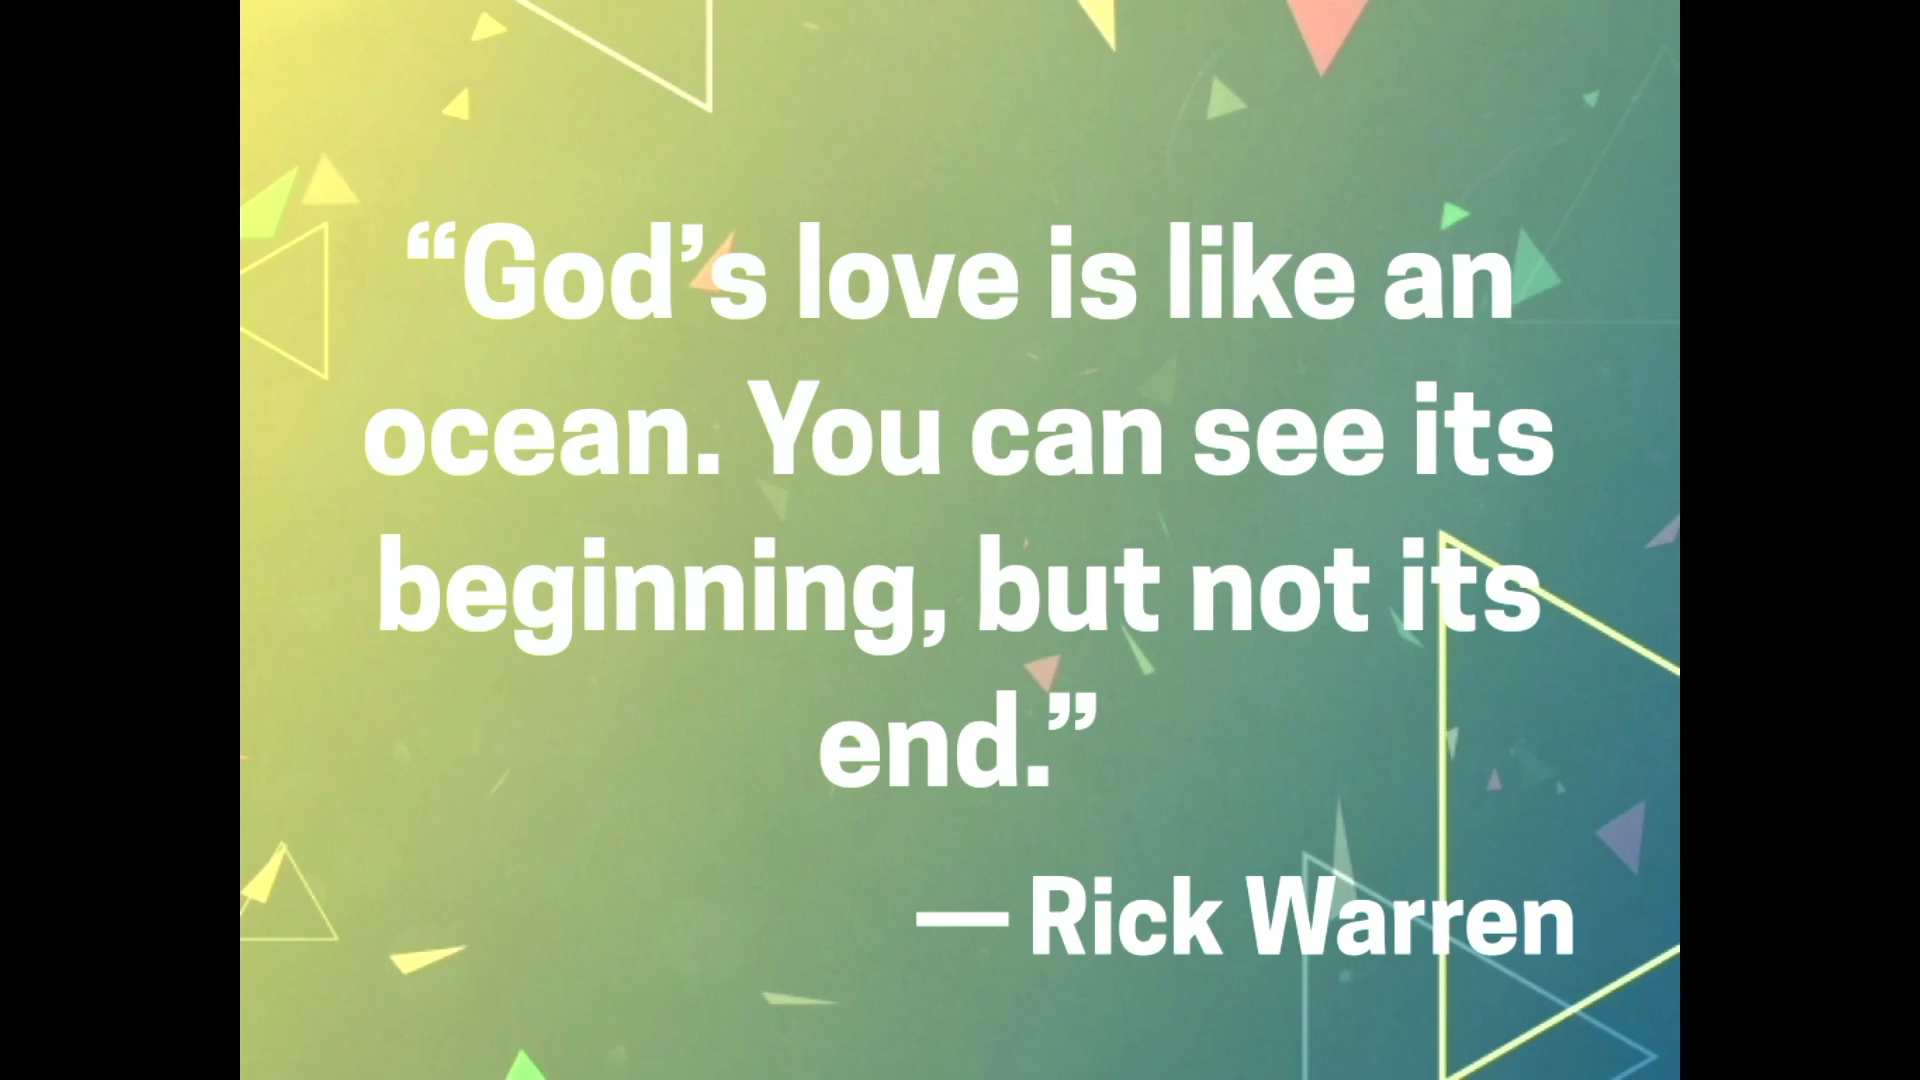 “God’s love is like an
ocean. You can see its
beginning, but not its
end.”
— Rick Warren